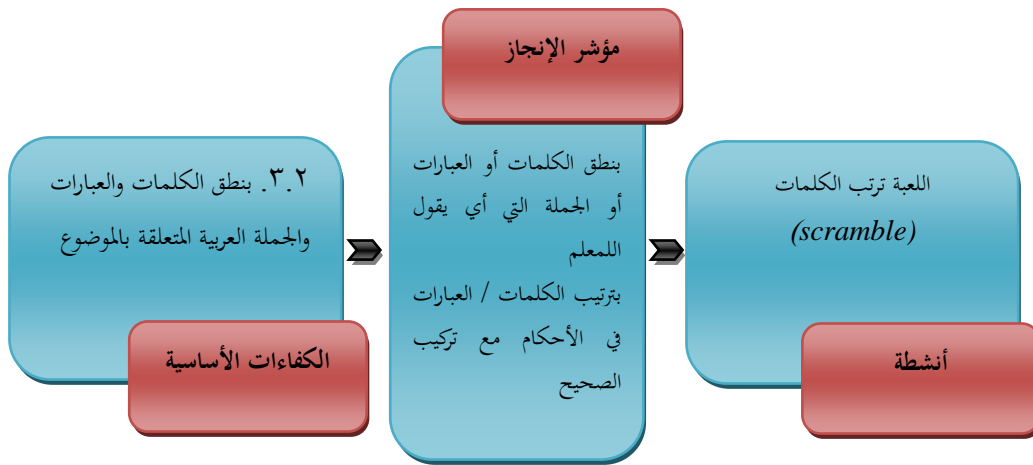 ٣.٢. بنطق الكلمات والعبارات
والجملة العربية المتعلقة بالموضوع
الكفاءات الأساسية
مؤشر الإنجاز
بنطق الكلمات أو العبارات
أو الجملة التي أي يقول
اللمعلم
بترتيب الكلمات / العبارات
في الأحكام مع تركيب
الصحيح
اللعبة ترتب الكلمات
(scramble)
أنشطة